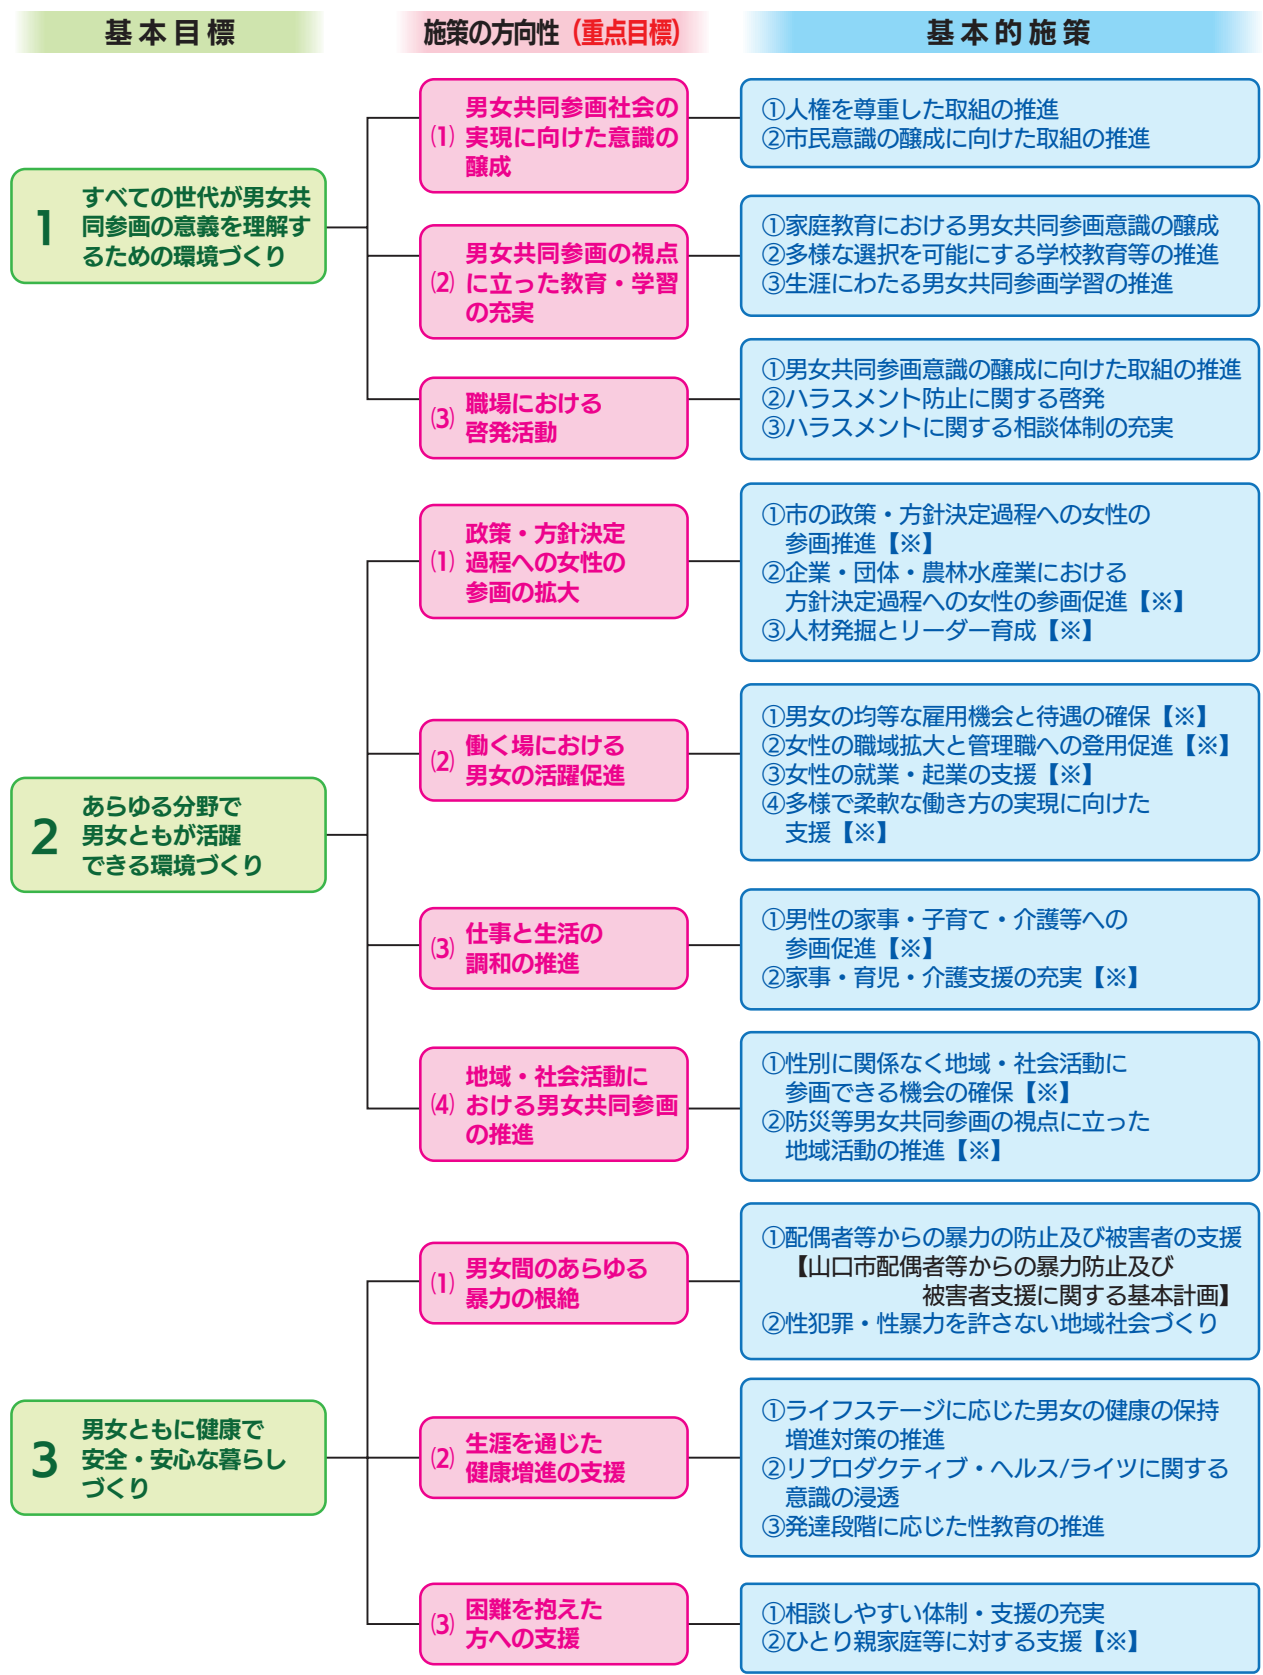 基本目標
施策の方向性（重点目標）
基本的施策
1
すべての世代が男女共
同参画の意義を理解す
るための環境づくり
⑴
男女共同参画社会の
実現に向けた意識の
醸成
①人権を尊重した取組の推進
②市民意識の醸成に向けた取組の推進
⑵
男女共同参画の視点
に立った教育・学習
の充実
①家庭教育における男女共同参画意識の醸成
②多様な選択を可能にする学校教育等の推進
③生涯にわたる男女共同参画学習の推進
⑶
職場における
啓発活動
①男女共同参画意識の醸成に向けた取組の推進
②ハラスメント防止に関する啓発
③ハラスメントに関する相談体制の充実
2
あらゆる分野で
男女ともが活躍
できる環境づくり
⑴
政策・方針決定
過程への女性の
参画の拡大
①市の政策・方針決定過程への女性の
参画推進【※】
②企業・団体・農林水産業における
方針決定過程への女性の参画促進【※】
③人材発掘とリーダー育成【※】
⑵
働く場における
男女の活躍促進
①男女の均等な雇用機会と待遇の確保【※】
②女性の職域拡大と管理職への登用促進【※】
③女性の就業・起業の支援【※】
④多様で柔軟な働き方の実現に向けた
支援【※】
⑶
仕事と生活の
調和の推進
①男性の家事・子育て・介護等への
参画促進【※】
②家事・育児・介護支援の充実【※】
⑷
地域・社会活動に
おける男女共同参画
の推進
①性別に関係なく地域・社会活動に
参画できる機会の確保【※】
②防災等男女共同参画の視点に立った
地域活動の推進【※】
3
男女ともに健康で
安全・安心な暮らし
づくり
⑴
男女間のあらゆる
暴力の根絶
①配偶者等からの暴力の防止及び被害者の支援
【山口市配偶者等からの暴力防止及び
被害者支援に関する基本計画】
②性犯罪・性暴力を許さない地域社会づくり
⑵
生涯を通じた
健康増進の支援
①ライフステージに応じた男女の健康の保持
増進対策の推進
②リプロダクティブ・ヘルス/ライツに関する
意識の浸透
③発達段階に応じた性教育の推進
⑶
困難を抱えた
方への支援
①相談しやすい体制・支援の充実
②ひとり親家庭等に対する支援【※】